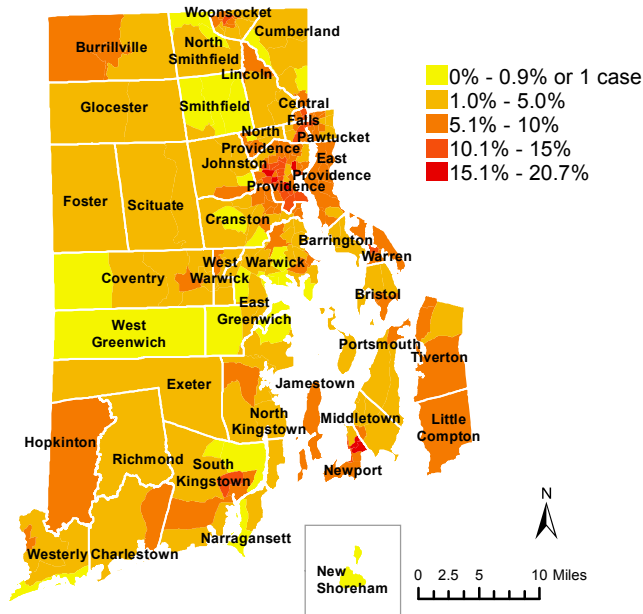 Woonsocket
Cumberland
Burrillville
North
Smithfield
Lincoln
Glocester
Smithfield
Central
Falls
Pawtucket
North
Providence
Johnston
East
Providence
Providence
Foster
Scituate
Cranston
Barrington
Warren
West
Warwick
Warwick
Coventry
Bristol
East
Greenwich
West
Greenwich
Portsmouth
Tiverton
Exeter
Jamestown
Middletown
Little
Compton
North
Kingstown
Hopkinton
Richmond
South
Kingstown
Newport
Narragansett
Westerly
Charlestown
New
Shoreham
0% - 0.9% or 1 case
1.0% - 5.0%
5.1% - 10%
10.1% - 15%
15.1% - 20.7%
N
0 2.5 5 10 Miles